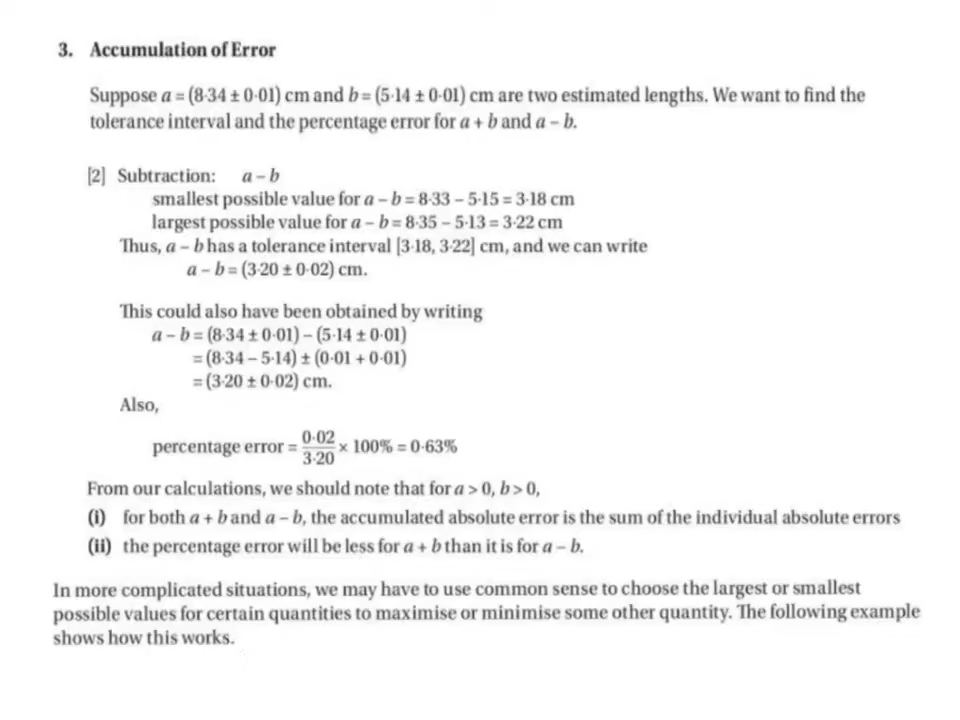 3. Accumulation of Error
Suppose a = (8·34 ± 0·01) cm and b = (5·14 ± 0·01) cm are two estimated lengths. We want to find the
tolerance interval and the percentage error for a + b and a – b.
[2] Subtraction: a – b
smallest possible value for a – b = 8·33 – 5·15 = 3·18 cm
largest possible value for a – b = 8·35 – 5·13 = 3·22 cm
Thus, a – b has a tolerance interval [3·18, 3·22] cm, and we can write
a – b = (3·20 ± 0·02) cm.
This could also have been obtained by writing
a – b = (8·34 ± 0·01) – (5·14 ± 0·01)
= (8·34 – 5·14) ± (0·01 + 0·01)
= (3·20 ± 0·02) cm.
Also,
percentage error = 0·02/3·20 × 100% = 0·63%
From our calculations, we should note that for a > 0, b > 0,
(i) for both a + b and a – b, the accumulated absolute error is the sum of the individual absolute errors
(ii) the percentage error will be less for a + b than it is for a – b.
In more complicated situations, we may have to use common sense to choose the largest or smallest
possible values for certain quantities to maximise or minimise some other quantity. The following example
shows how this works.